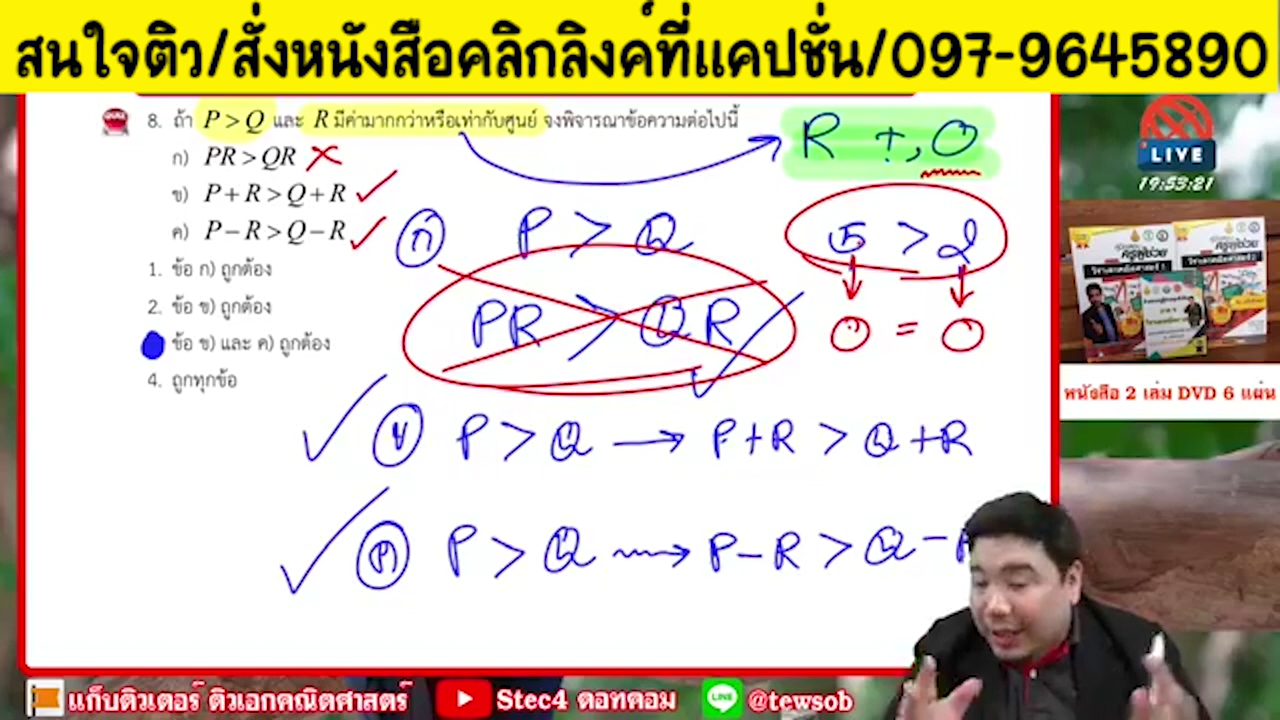 สนใจติว/สั่งหนังสือคลิกลิงค์ที่แคปชั่น/097-9645890
8. ถ้า P > Q และ R มีค่ามากกว่าหรือเท่ากับศูนย์ จงพิจารณาข้อความต่อไปนี้
R +, 0
ก) PR > QR
ข) P + R > Q + R
ค) P − R > Q − R
1. ข้อ ก) ถูกต้อง
2. ข้อ ข) ถูกต้อง
ข้อ ข) และ ค) ถูกต้อง
4. ถูกทุกข้อ
ก P > Q
5 > 2
PR > QR
0 = 0
ข P > Q → P+R > Q+R
ค P > Q → P−R > Q−
LIVE
19:53:21
หนังสือ 2 เล่ม DVD 6 แผ่น
แก๊บติวเตอร์ ติวเอกคณิตศาสตร์
Stec4 ดอทคอม
LINE
@tewsob